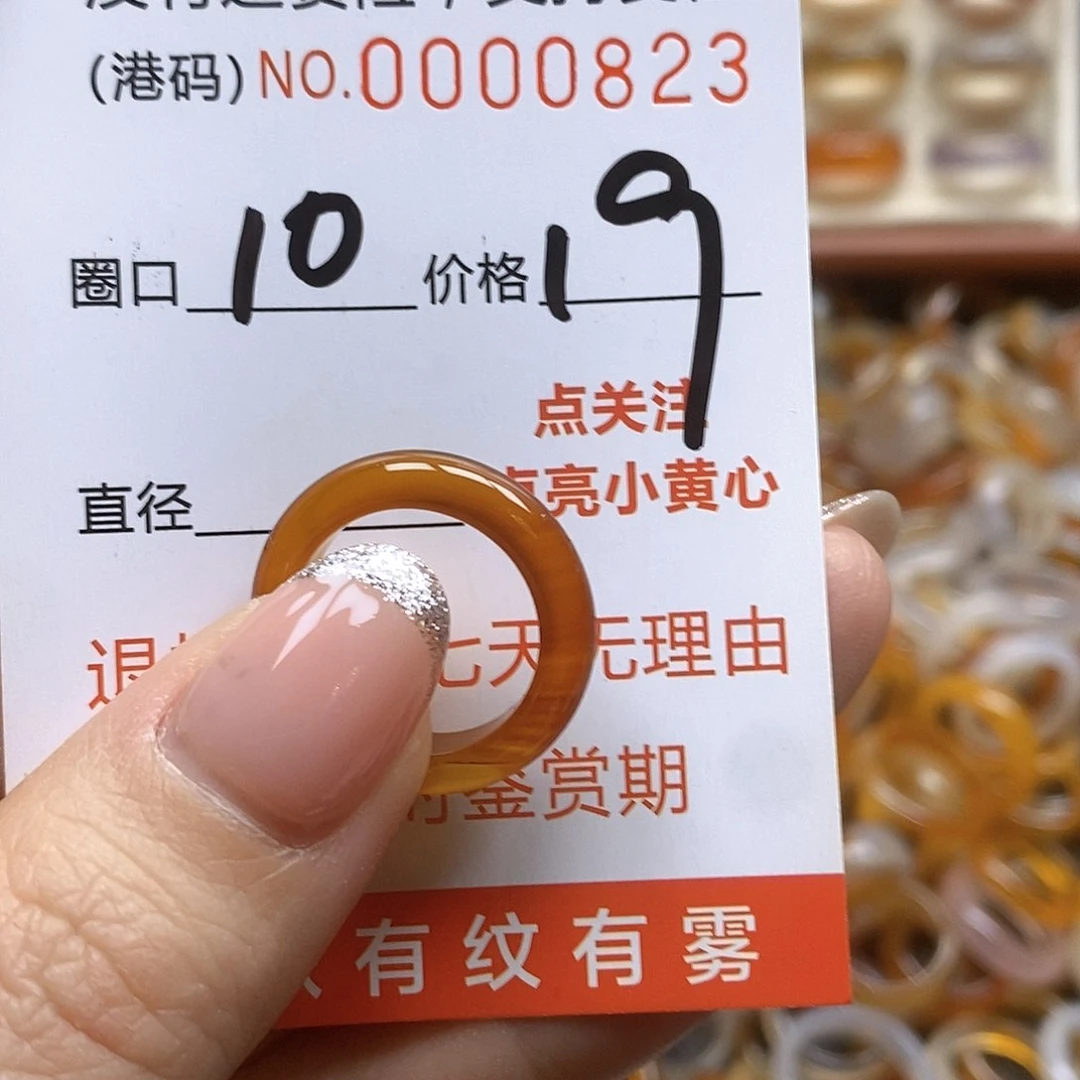 (港码) NO.0000823
圈口 10 价格 19
点关注
直径 点亮小黄心
退 七天无理由
鉴赏期
有纹有雾